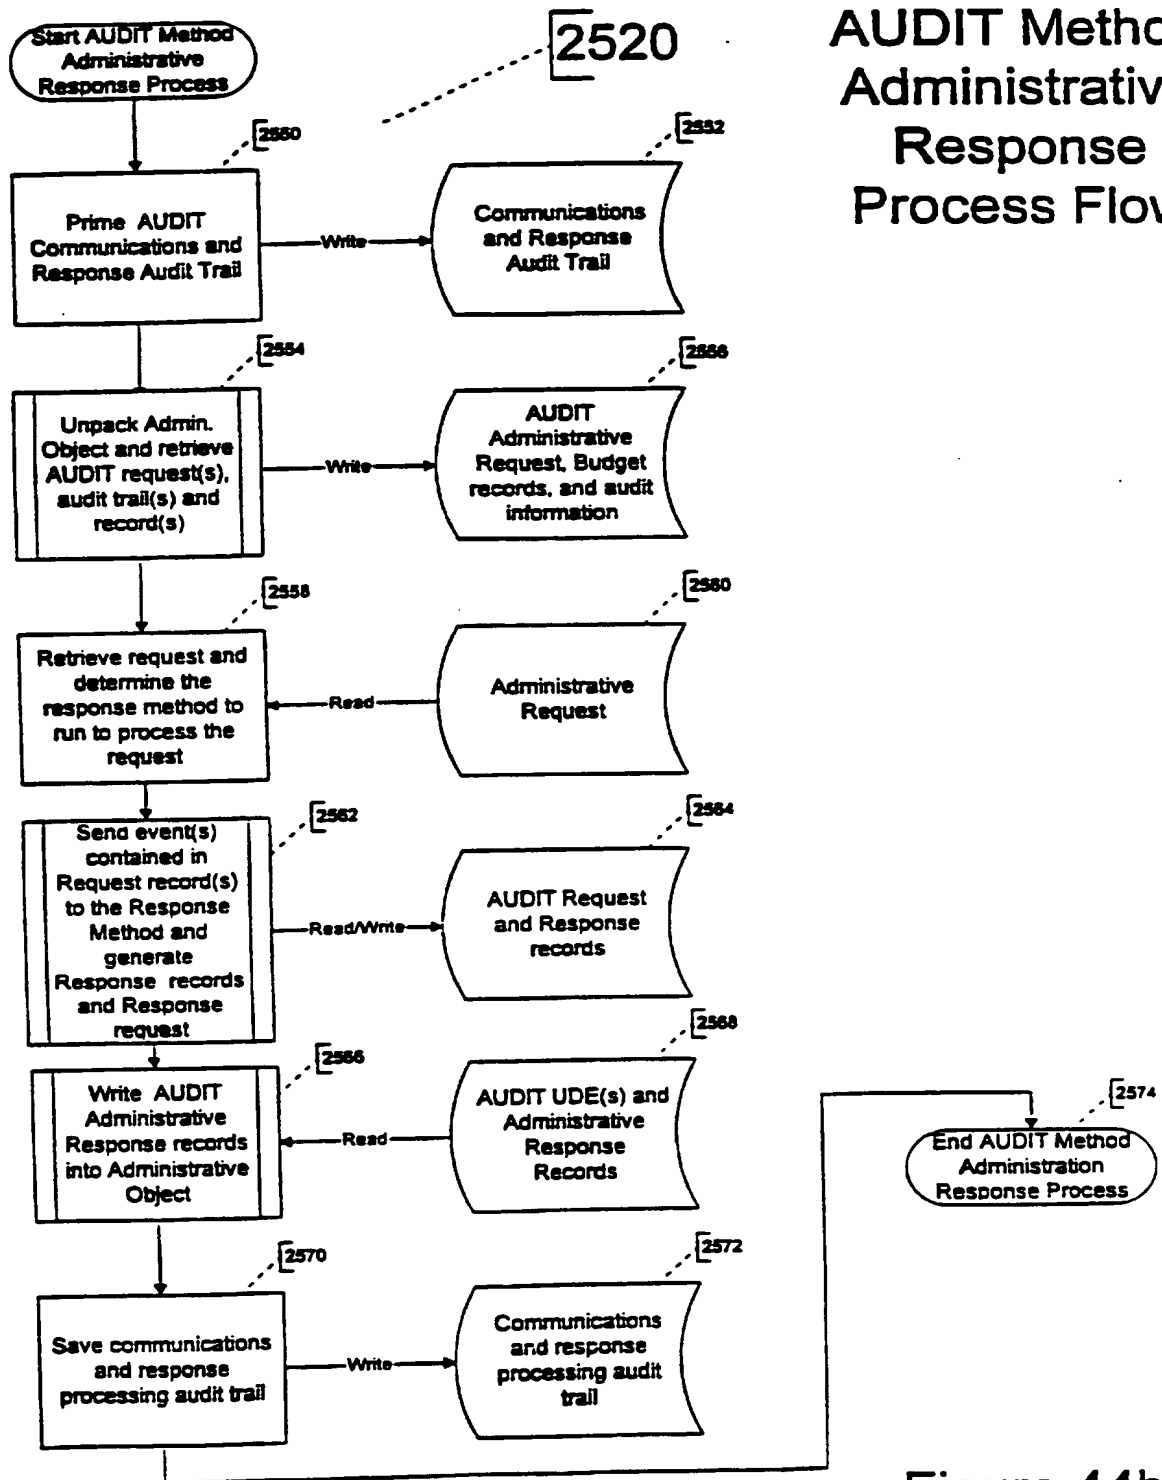 AUDIT Metho
Administrativ
Response
Process Flov
2520
Start AUDIT Method
Administrative
Response Process
2550
Prime AUDIT
Communications and
Response Audit Trail
Write
2552
Communications
and Response
Audit Trail
2554
Unpack Admin.
Object and retrieve
AUDIT request(s),
audit trail(s) and
record(s)
Write
2556
AUDIT
Administrative
Request, Budget
records, and audit
information
2558
Retrieve request and
determine the
response method to
run to process the
request
Read
2560
Administrative
Request
2562
Send event(s)
contained in
Request record(s)
to the Response
Method and
generate
Response records
and Response
request
Read/Write
2564
AUDIT Request
and Response
records
2566
Write AUDIT
Administrative
Response records
into Administrative
Object
Read
2568
AUDIT UDE(s) and
Administrative
Response
Records
2570
Save communications
and response
processing audit trail
Write
2572
Communications
and response
processing audit
trail
2574
End AUDIT Method
Administration
Response Process
Figure 44b